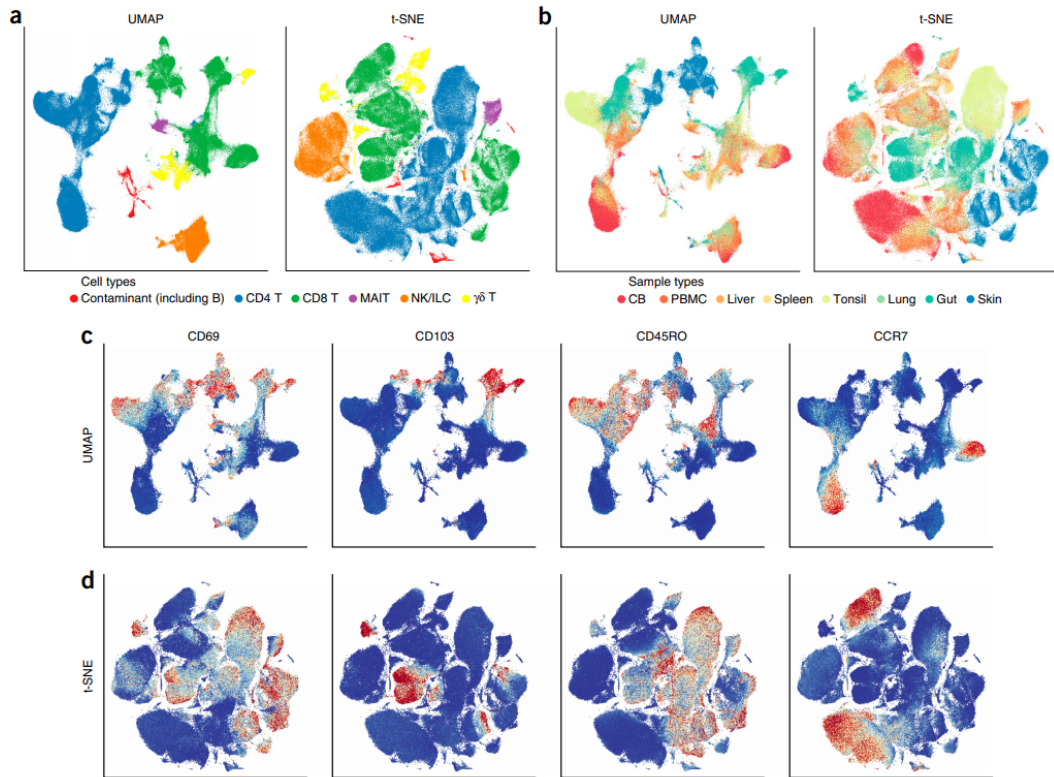 a
UMAP
t-SNE
b
UMAP
t-SNE
Cell types
Contaminant (including B) CD4 T CD8 T MAIT NK/ILC γδ T
Sample types
CB PBMC Liver Spleen Tonsil Lung Gut Skin
c
CD69
CD103
CD45RO
CCR7
UMAP
d
t-SNE